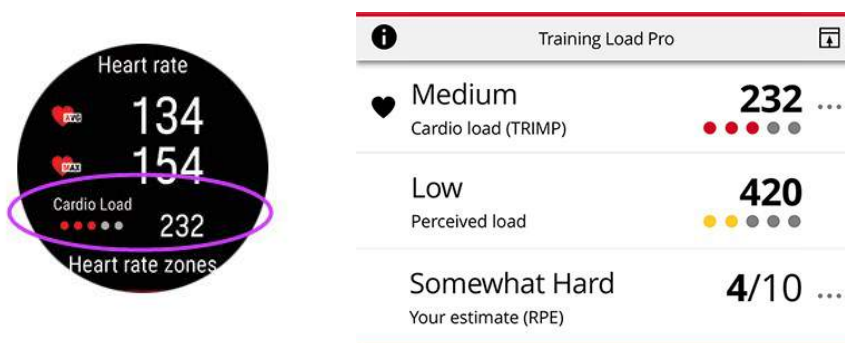 Heart rate
AVG 134
MAX 154
Cardio Load
232
Heart rate zones
Training Load Pro
Medium 232
Cardio load (TRIMP)
Low 420
Perceived load
Somewhat Hard 4/10
Your estimate (RPE)